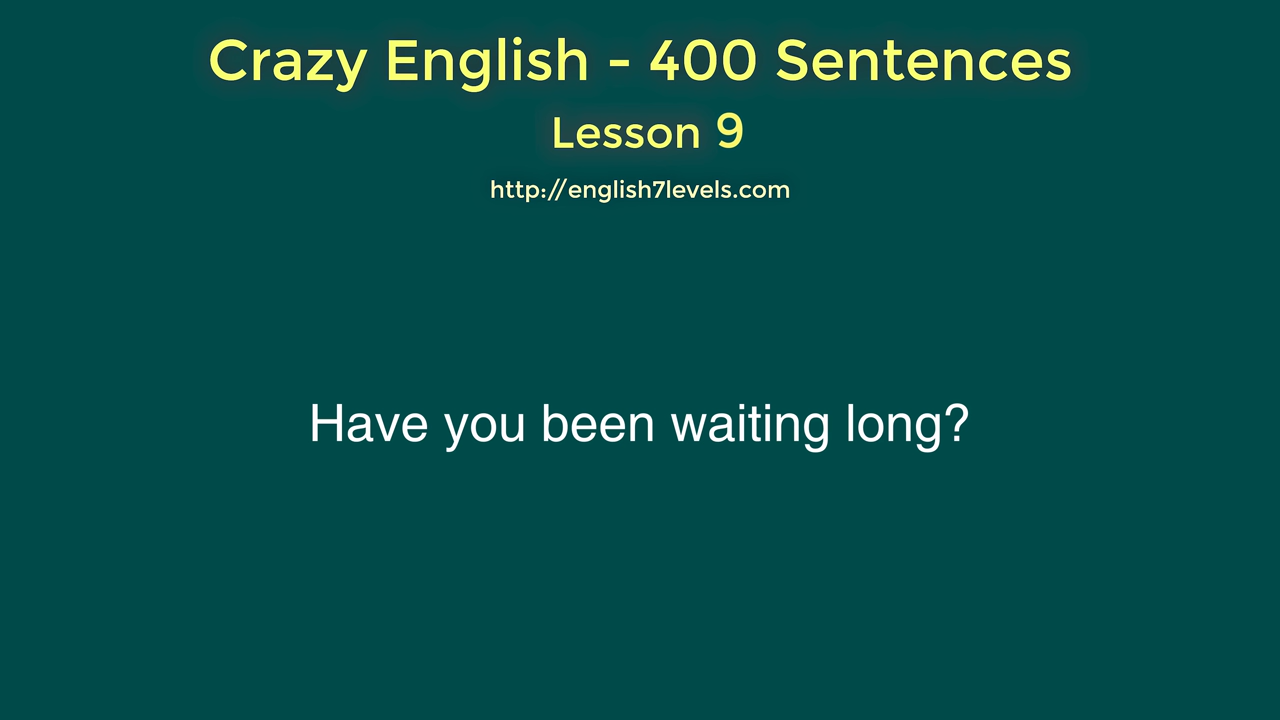 Crazy English - 400 Sentences
Lesson 9
http://english7levels.com
Have you been waiting long?